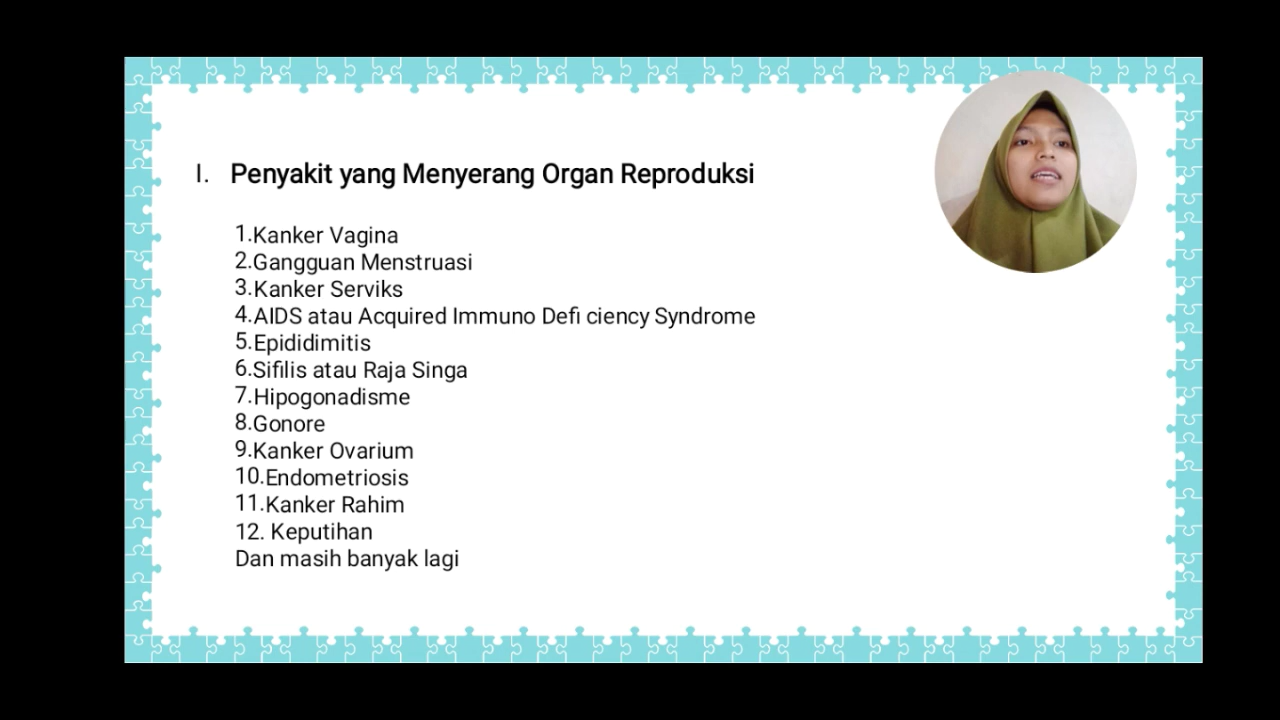 I. Penyakit yang Menyerang Organ Reproduksi
1.Kanker Vagina
2.Gangguan Menstruasi
3.Kanker Serviks
4.AIDS atau Acquired Immuno Defi ciency Syndrome
5.Epididimitis
6.Sifilis atau Raja Singa
7.Hipogonadisme
8.Gonore
9.Kanker Ovarium
10.Endometriosis
11.Kanker Rahim
12. Keputihan
Dan masih banyak lagi